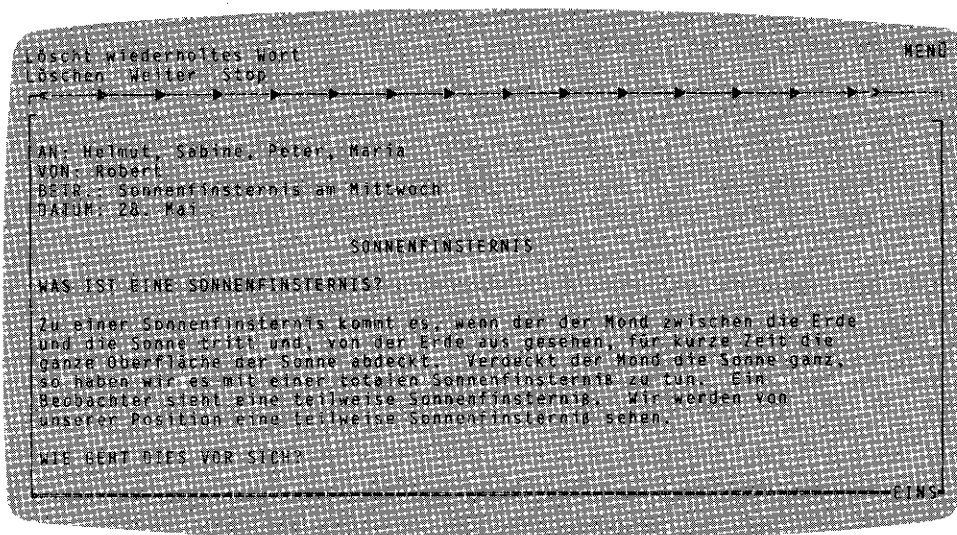 Löscht wiederholtes Wort MENÜ
Löschen Weiter Stop
AN: Helmut, Sabine, Peter, Maria
VON: Robert
BETR.: Sonnenfinsternis am Mittwoch
DATUM: 28. Mai
SONNENFINSTERNIS
WAS IST EINE SONNENFINSTERNIS?
Zu einer Sonnenfinsternis kommt es, wenn der der Mond zwischen die Erde
und die Sonne tritt und, von der Erde aus gesehen, für kurze Zeit die
ganze Oberfläche der Sonne abdeckt. Verdeckt der Mond die Sonne ganz,
so haben wir es mit einer totalen Sonnenfinsterniß zu tun. Ein
Beobachter sieht eine teilweise Sonnenfinsterniß. Wir werden von
unserer Position eine teilweise Sonnenfinsterniß sehen.
WIE GEHT DIES VOR SICH?
EINS